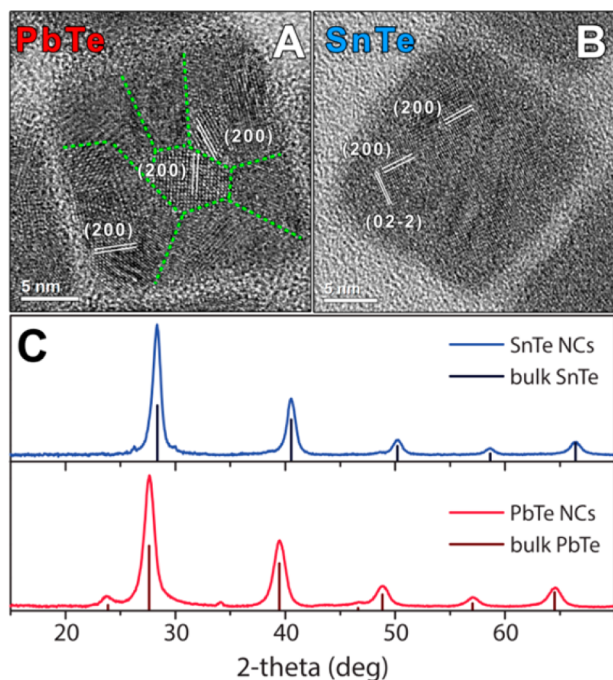 PbTe
A
SnTe
B
(200)
(200)
(200)
5 nm
(200)
(200)
(02-2)
5 nm
C
SnTe NCs
bulk SnTe
PbTe NCs
bulk PbTe
20 30 40 50 60
2-theta (deg)